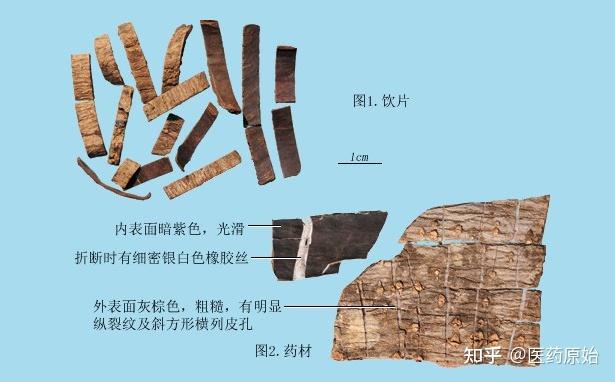 图1.饮片
1cm
内表面暗紫色，光滑
折断时有细密银白色橡胶丝
外表面灰棕色，粗糙，有明显
纵裂纹及斜方形横列皮孔
图2.药材
知乎 @医药原始